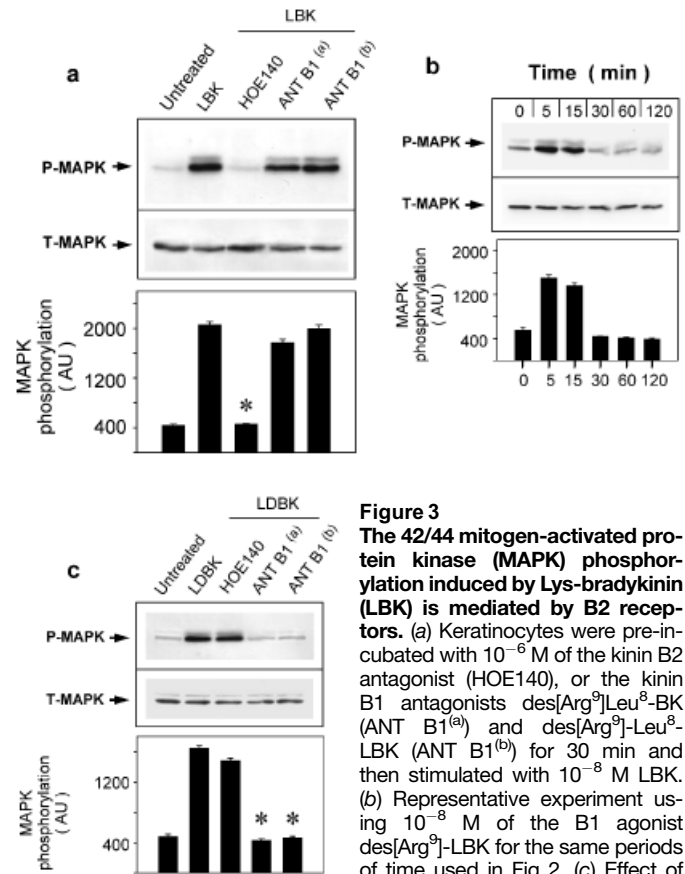 LBK
a
Untreated
LBK
HOE140
ANT B1 (a)
ANT B1 (b)
P-MAPK
T-MAPK
MAPK
phosphorylation
( AU )
2000
1200
400
*
b
Time ( min )
0 5 15 30 60 120
P-MAPK
T-MAPK
MAPK
phosphorylation
( AU )
2000
1200
400
0 5 15 30 60 120
LDBK
c
Untreated
LDBK
HOE140
ANT B1 (a)
ANT B1 (b)
P-MAPK
T-MAPK
MAPK
phosphorylation
( AU )
1200
400
* *
Figure 3
The 42/44 mitogen-activated pro-
tein kinase (MAPK) phosphor-
ylation induced by Lys-bradykinin
(LBK) is mediated by B2 recep-
tors. (a) Keratinocytes were pre-in-
cubated with 10⁻⁶ M of the kinin B2
antagonist (HOE140), or the kinin
B1 antagonists des[Arg⁹]Leu⁸-BK
(ANT B1⁽ᵃ⁾) and des[Arg⁹]-Leu⁸-
LBK (ANT B1⁽ᵇ⁾) for 30 min and
then stimulated with 10⁻⁸ M LBK.
(b) Representative experiment us-
ing 10⁻⁸ M of the B1 agonist
des[Arg⁹]-LBK for the same periods
of time used in Fig 2. (c) Effect of